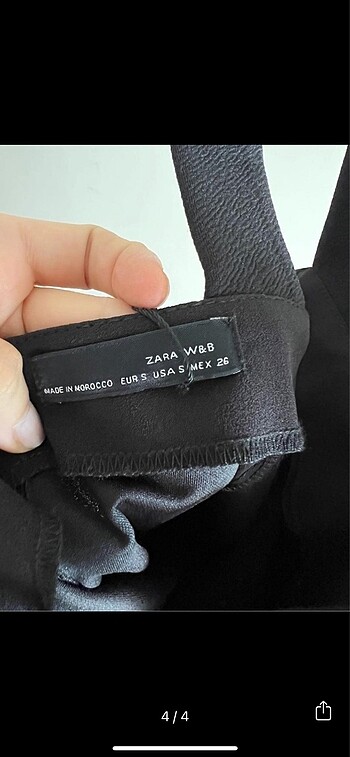 ZARA W&B
MADE IN MOROCCO EUR S USA S MEX 26
4/4